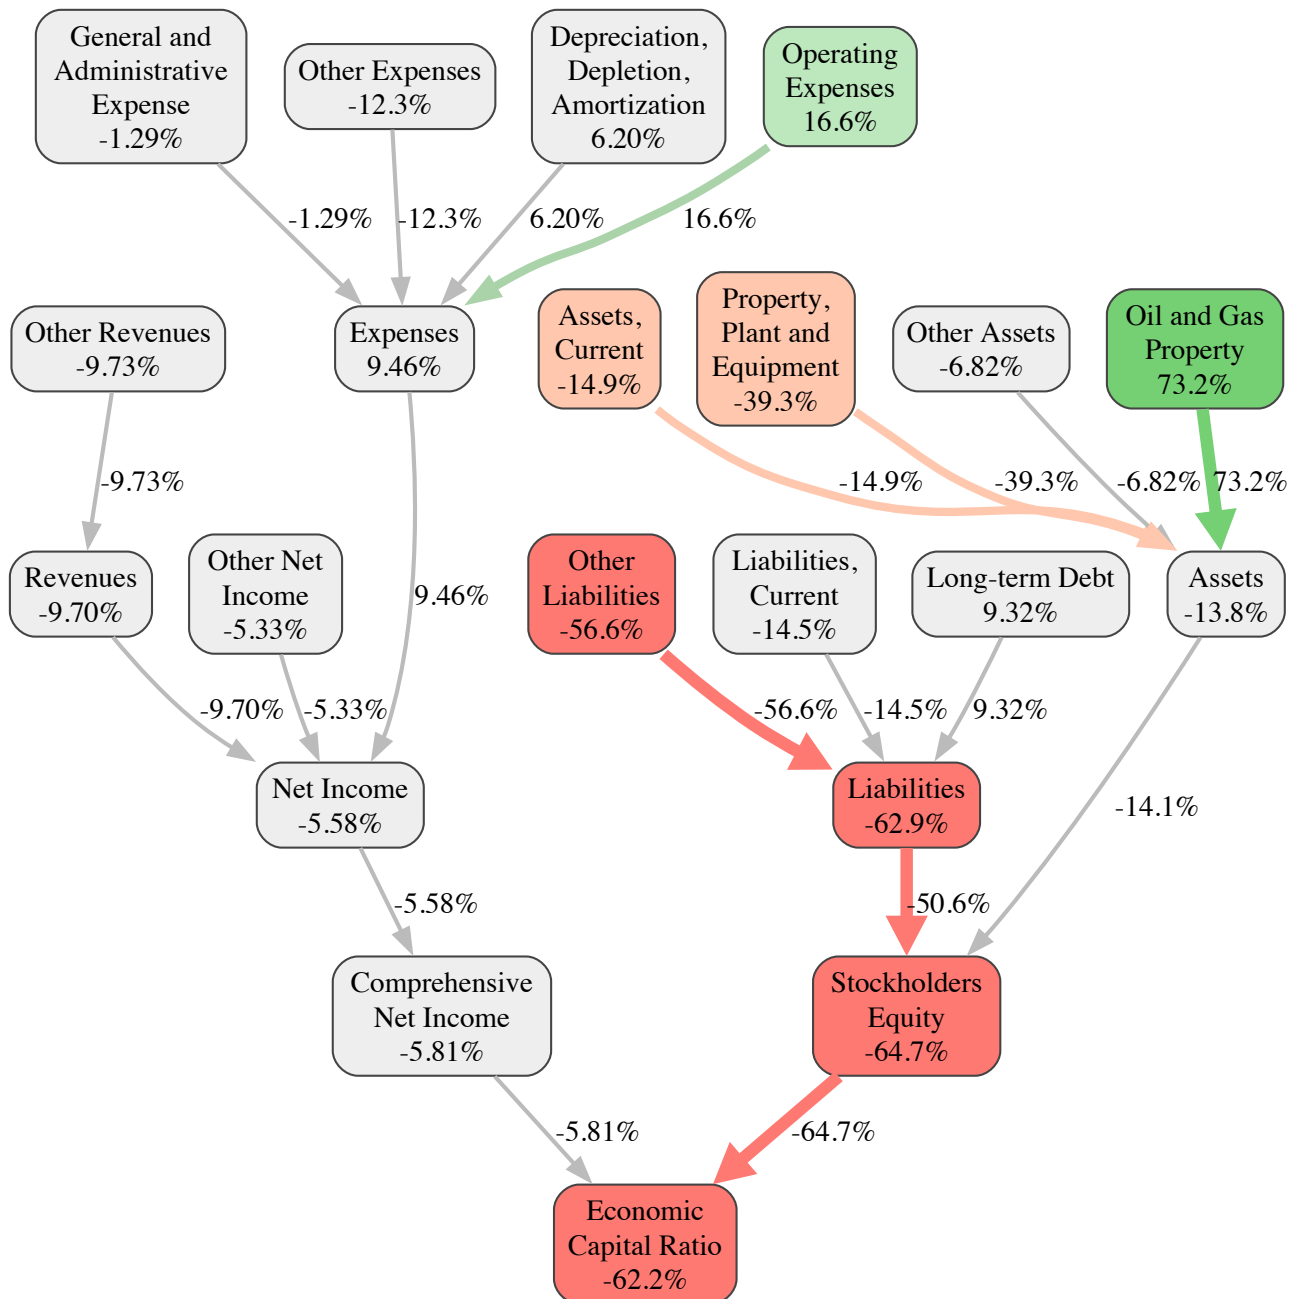 General and
Administrative
Expense
-1.29%
Other Expenses
-12.3%
Depreciation,
Depletion,
Amortization
6.20%
Operating
Expenses
16.6%
-1.29%
-12.3%
6.20%
16.6%
Other Revenues
-9.73%
Expenses
9.46%
Assets,
Current
-14.9%
Property,
Plant and
Equipment
-39.3%
Other Assets
-6.82%
Oil and Gas
Property
73.2%
-9.73%
-14.9%
-39.3%
-6.82%
73.2%
Revenues
-9.70%
Other Net
Income
-5.33%
9.46%
Other
Liabilities
-56.6%
Liabilities,
Current
-14.5%
Long-term Debt
9.32%
Assets
-13.8%
-9.70%
-5.33%
-56.6%
-14.5%
9.32%
Net Income
-5.58%
Liabilities
-62.9%
-14.1%
-5.58%
-50.6%
Comprehensive
Net Income
-5.81%
Stockholders
Equity
-64.7%
-5.81%
-64.7%
Economic
Capital Ratio
-62.2%